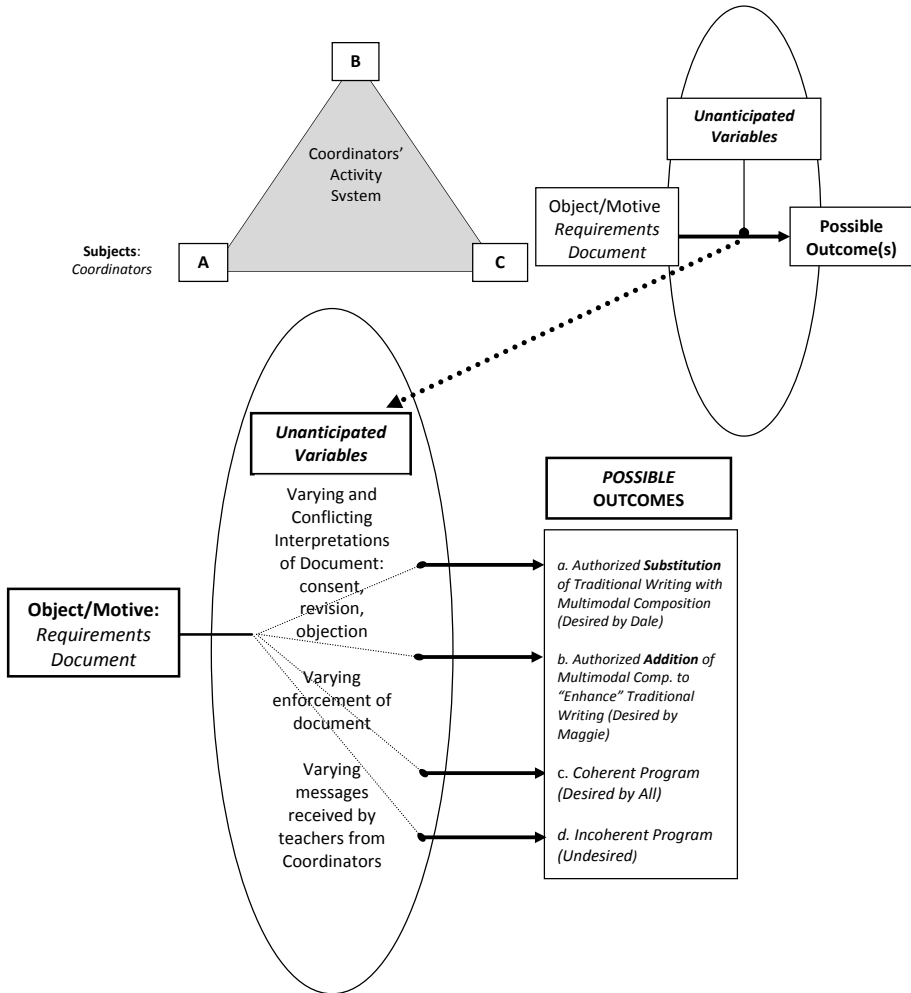 B
Coordinators’
Activity
System
Subjects:
Coordinators
A
C
Unanticipated
Variables
Object/Motive
Requirements
Document
Possible
Outcome(s)
Unanticipated
Variables
Varying and
Conflicting
Interpretations
of Document:
consent,
revision,
objection
Varying
enforcement of
document
Varying
messages
received by
teachers from
Coordinators
Object/Motive:
Requirements
Document
POSSIBLE
OUTCOMES
a. Authorized Substitution
of Traditional Writing with
Multimodal Composition
(Desired by Dale)
b. Authorized Addition of
Multimodal Comp. to
“Enhance” Traditional
Writing (Desired by
Maggie)
c. Coherent Program
(Desired by All)
d. Incoherent Program
(Undesired)